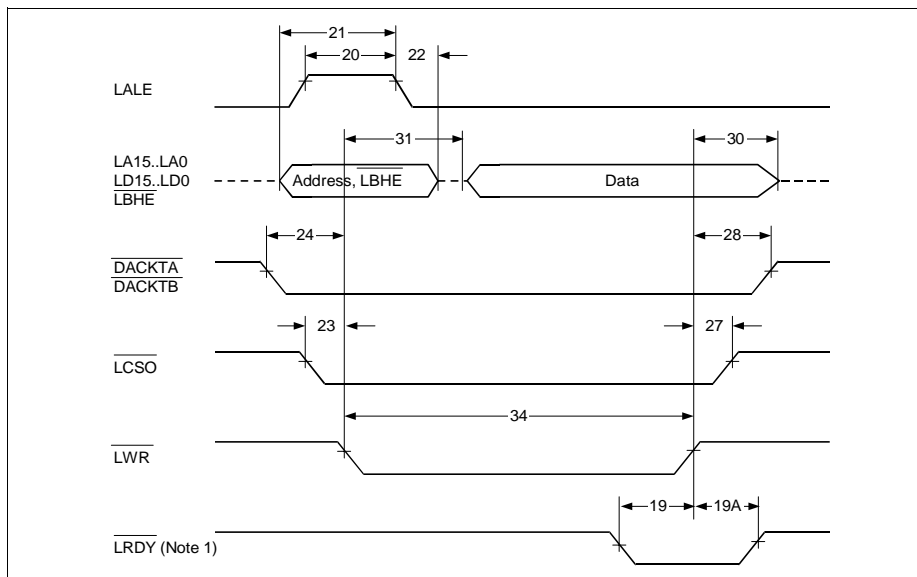 21
20
22
LALE
31
30
LA15..LA0
LD15..LD0
LBHE
Address, LBHE
Data
24
28
DACKTA
DACKTB
23
27
LCSO
34
LWR
19
19A
LRDY (Note 1)